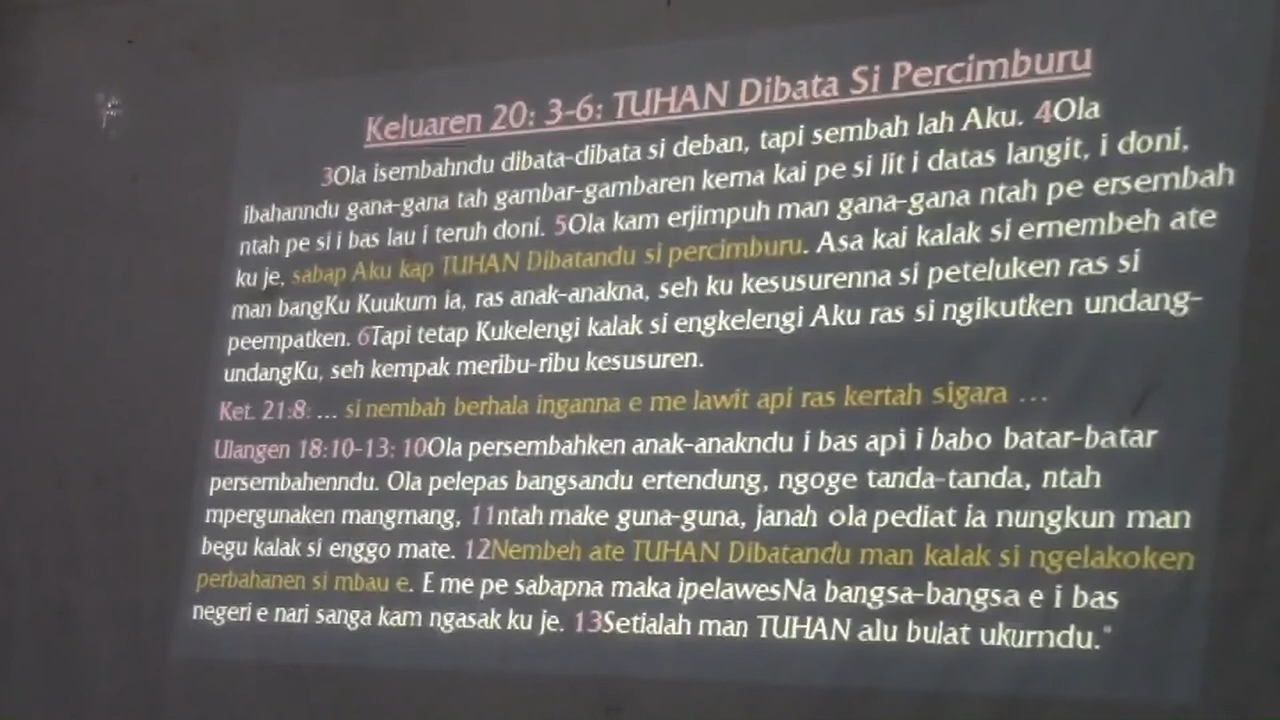 Keluaren 20: 3-6: TUHAN Dibata Si Percimburu
3Ola isembahndu dibata-dibata si deban, tapi sembah lah Aku. 4Ola
ibahanndu gana-gana tah gambar-gambaren kerna kai pe si lit i datas langit, i doni,
ntah pe si i bas lau i teruh doni. 5Ola kam erjimpuh man gana-gana ntah pe ersembah
ku je, sabap Aku kap TUHAN Dibatandu si percimburu. Asa kai kalak si ernembeh ate
man bangKu Kuukum ia, ras anak-anakna, seh ku kesusurenna si peteluken ras si
peempatken. 6Tapi tetap Kukelengi kalak si engkelengi Aku ras si ngikutken undang-
undangKu, seh kempak meribu-ribu kesusuren.
Ket. 21:8: ... si nembah berhala inganna e me lawit api ras kertah sigara ...
Ulangen 18:10-13: 10Ola persembahken anak-anakndu i bas api i babo batar-batar
persembahenndu. Ola pelepas bangsandu ertendung, ngoge tanda-tanda, ntah
mpergunaken mangmang, 11ntah make guna-guna, janah ola pediat ia nungkun man
begu kalak si enggo mate. 12Nembeh ate TUHAN Dibatandu man kalak si ngelakoken
perbahanen si mbau e. E me pe sabapna maka ipelawesNa bangsa-bangsa e i bas
negeri e nari sanga kam ngasak ku je. 13Setialah man TUHAN alu bulat ukurndu."